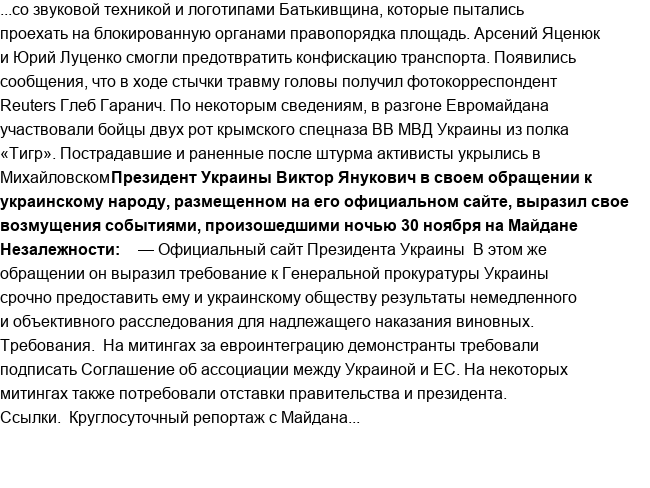 ...со звуковой техникой и логотипами Батькивщина, которые пытались
проехать на блокированную органами правопорядка площадь. Арсений Яценюк
и Юрий Луценко смогли предотвратить конфискацию транспорта. Появились
сообщения, что в ходе стычки травму головы получил фотокорреспондент
Reuters Глеб Гаранич. По некоторым сведениям, в разгоне Евромайдана
участвовали бойцы двух рот крымского спецназа ВВ МВД Украины из полка
«Тигр». Пострадавшие и раненные после штурма активисты укрылись в
МихайловскомПрезидент Украины Виктор Янукович в своем обращении к
украинскому народу, размещенном на его официальном сайте, выразил свое
возмущения событиями, произошедшими ночью 30 ноября на Майдане
Незалежности: — Официальный сайт Президента Украины В этом же
обращении он выразил требование к Генеральной прокуратуры Украины
срочно предоставить ему и украинскому обществу результаты немедленного
и объективного расследования для надлежащего наказания виновных.
Требования. На митингах за евроинтеграцию демонстранты требовали
подписать Соглашение об ассоциации между Украиной и ЕС. На некоторых
митингах также потребовали отставки правительства и президента.
Ссылки. Круглосуточный репортаж с Майдана...